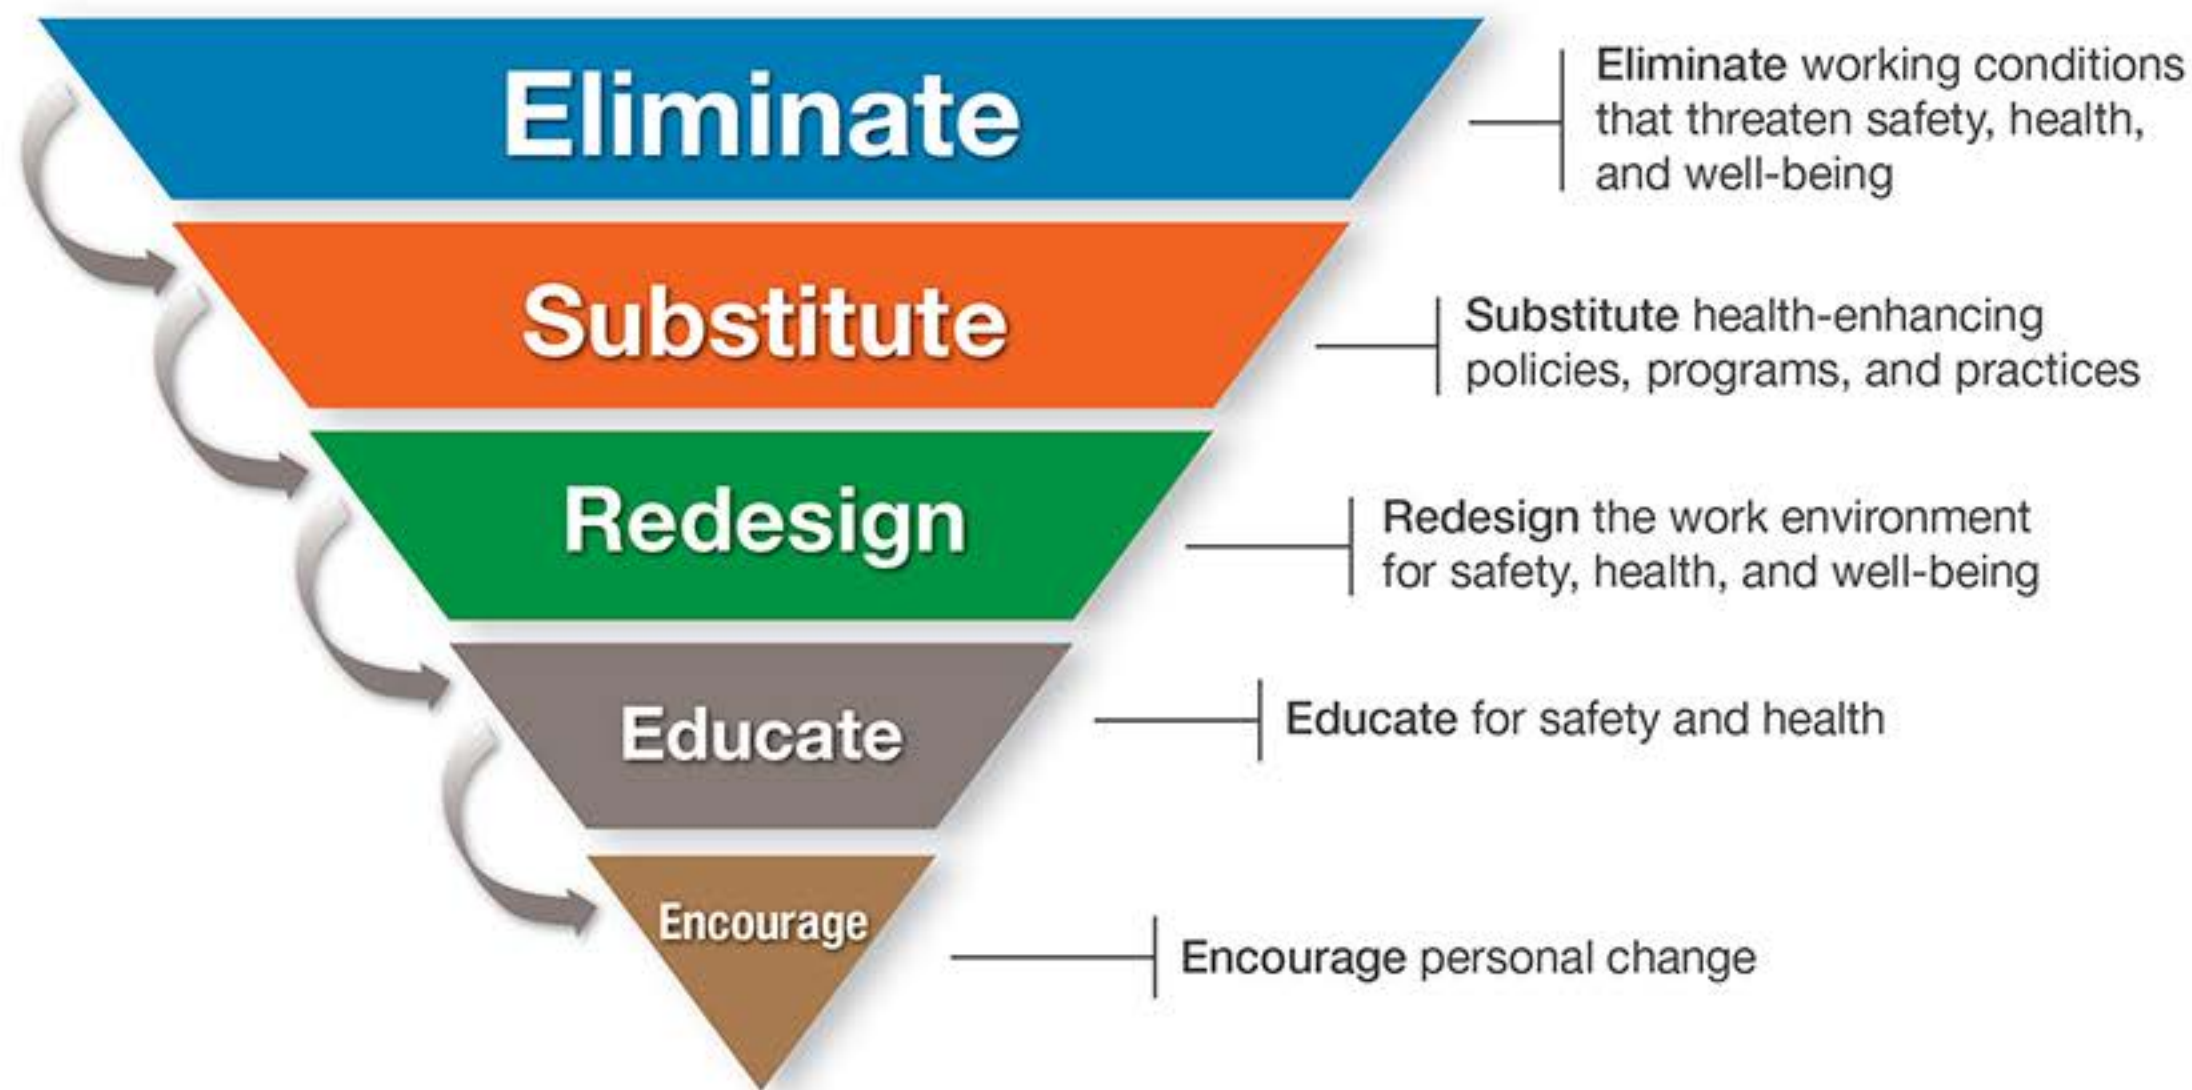 Eliminate
Eliminate working conditions
that threaten safety, health,
and well-being
Substitute
Substitute health-enhancing
policies, programs, and practices
Redesign
Redesign the work environment
for safety, health, and well-being
Educate
Educate for safety and health
Encourage
Encourage personal change